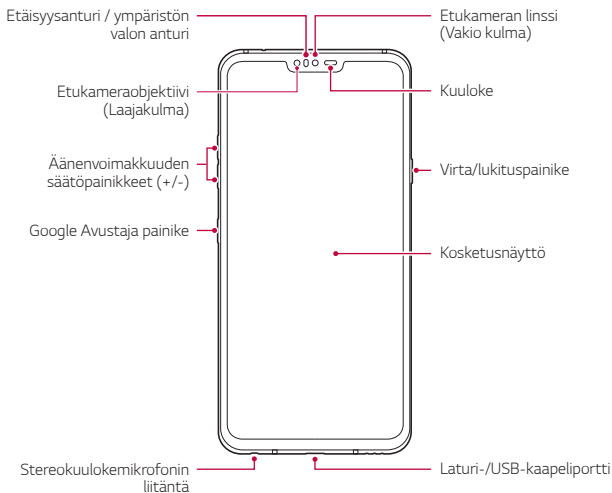 Etäisyysanturi / ympäristön
valon anturi
Etukameran linssi
(Vakio kulma)
Etukameraobjektiivi
(Laajakulma)
Kuuloke
Äänenvoimakkuuden
säätöpainikkeet (+/-)
Virta/lukituspainike
Google Avustaja painike
Kosketusnäyttö
Stereokuulokemikrofonin
liitäntä
Laturi-/USB-kaapeliportti